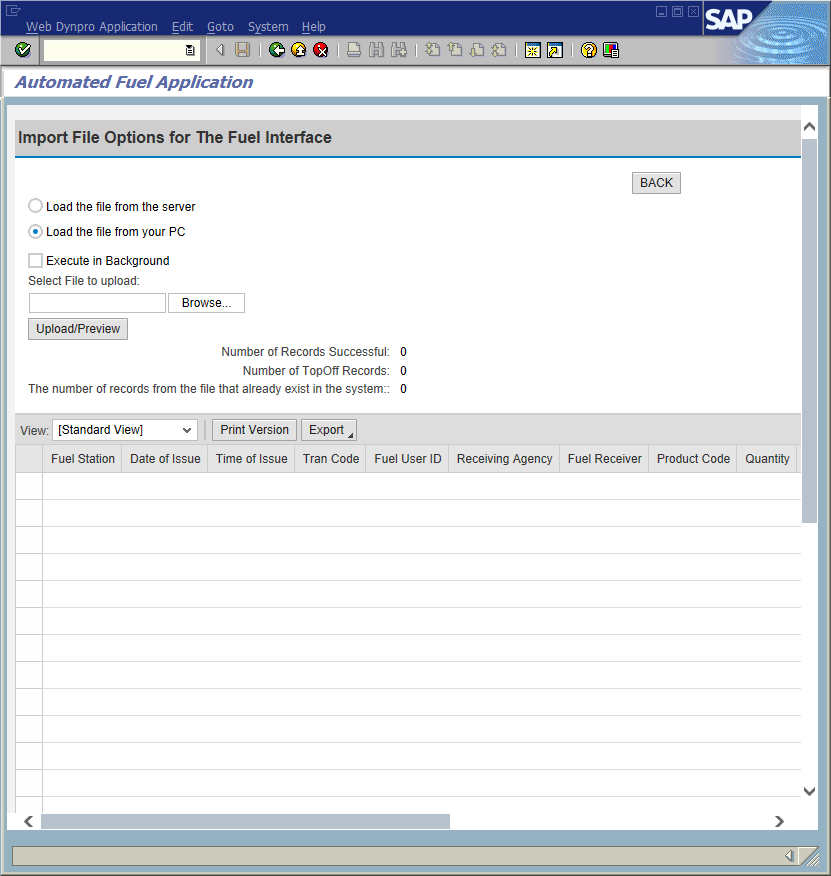 Web Dynpro Application Edit Goto System Help
SAP
Automated Fuel Application
Import File Options for The Fuel Interface
BACK
Load the file from the server
Load the file from your PC
Execute in Background
Select File to upload:
Browse...
Upload/Preview
Number of Records Successful: 0
Number of TopOff Records: 0
The number of records from the file that already exist in the system:: 0
View: [Standard View] Print Version Export
Fuel Station Date of Issue Time of Issue Tran Code Fuel User ID Receiving Agency Fuel Receiver Product Code Quantity